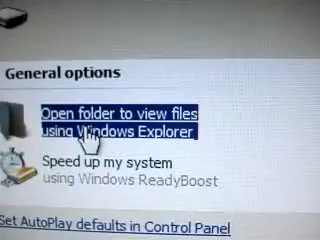 General options
Open folder to view files
using Windows Explorer
Speed up my system
using Windows ReadyBoost
Set AutoPlay defaults in Control Panel